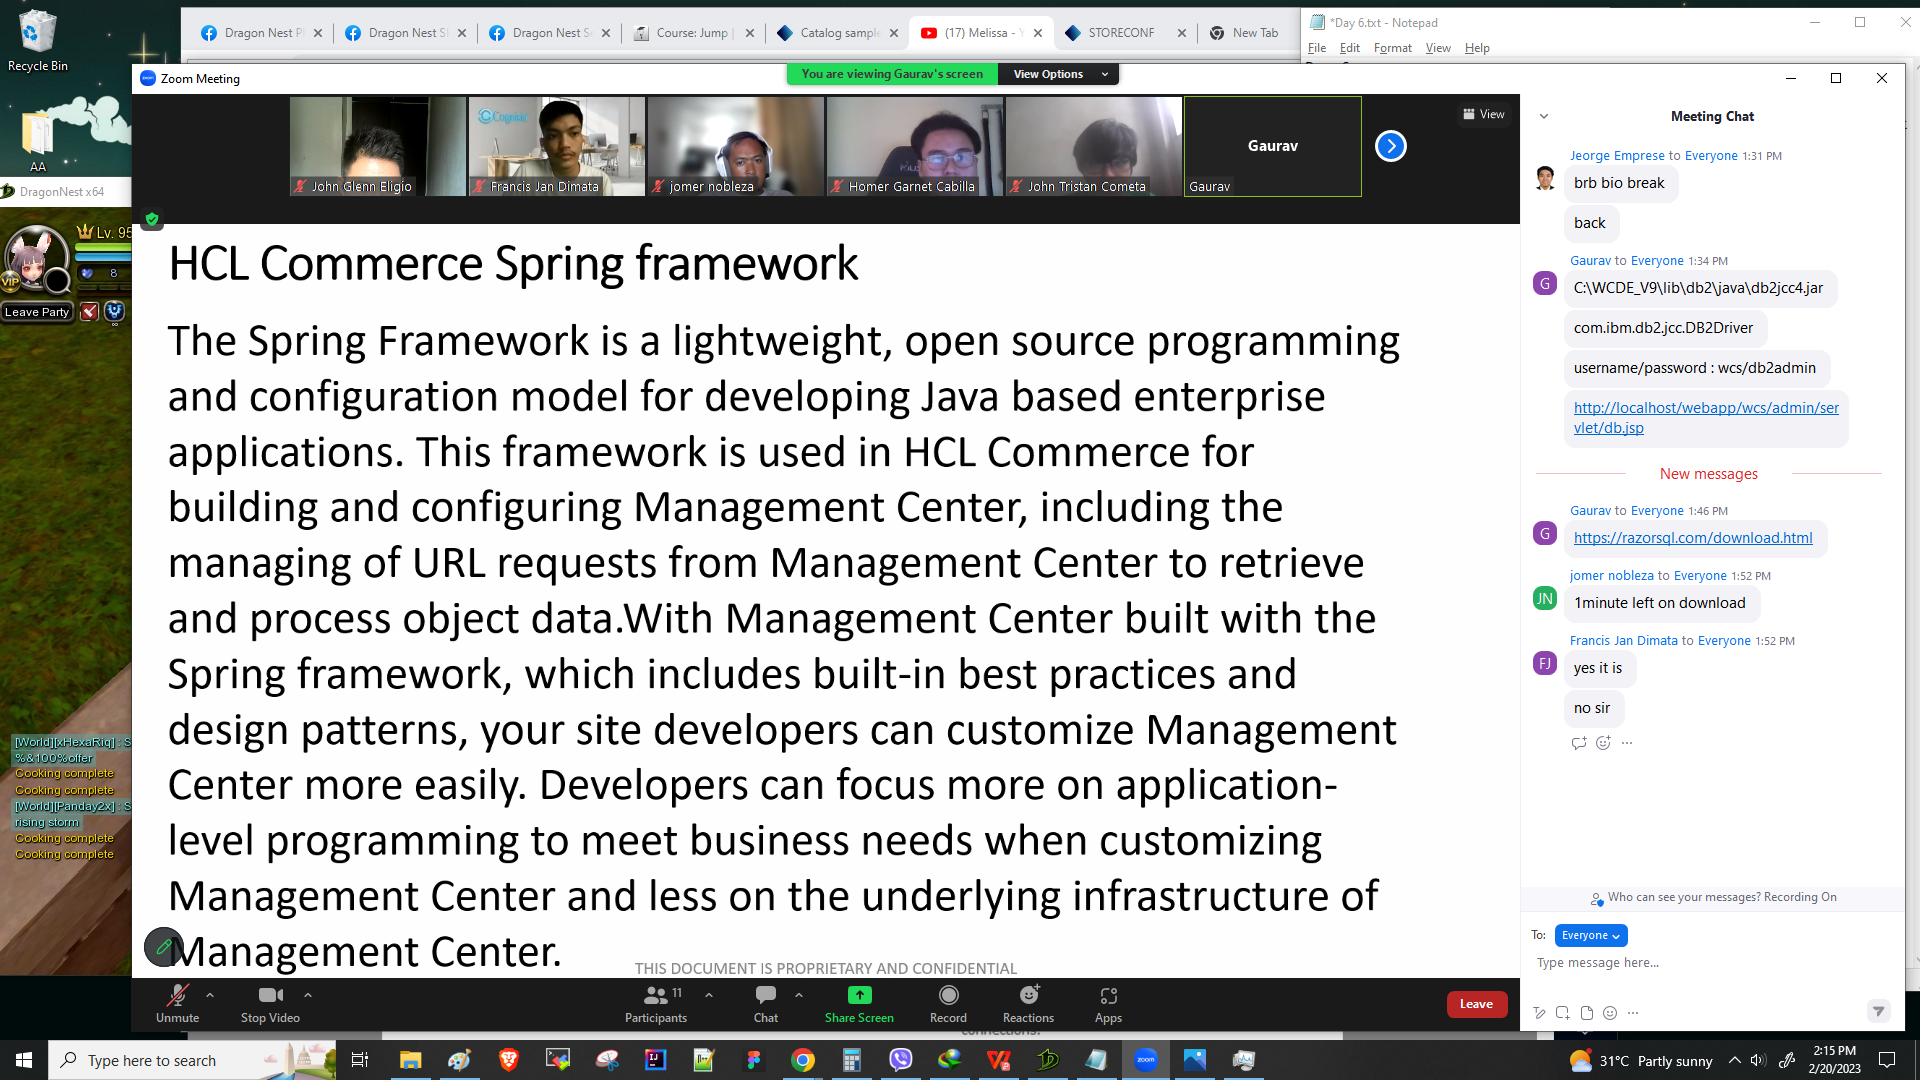 Recycle Bin
AA
Dragon Nest P
Dragon Nest S
Dragon Nest S
Course: Jump |
Catalog sample
(17) Melissa - Y
STORECONF
New Tab
*Day 6.txt - Notepad
File Edit Format View Help
Zoom Meeting
You are viewing Gaurav's screen
View Options
DragonNest x64
Lv. 95
VIP
8
Leave Party
John Glenn Eligio
Cogniac
Francis Jan Dimata
jomer nobleza
Homer Garnet Cabilla
John Tristan Cometa
Gaurav
Gaurav
View
HCL Commerce Spring framework
The Spring Framework is a lightweight, open source programming
and configuration model for developing Java based enterprise
applications. This framework is used in HCL Commerce for
building and configuring Management Center, including the
managing of URL requests from Management Center to retrieve
and process object data.With Management Center built with the
Spring framework, which includes built-in best practices and
design patterns, your site developers can customize Management
Center more easily. Developers can focus more on application-
level programming to meet business needs when customizing
Management Center and less on the underlying infrastructure of
Management Center.
THIS DOCUMENT IS PROPRIETARY AND CONFIDENTIAL
[World][xHexaRiq] : S
%&100%offer
Cooking complete
Cooking complete
[World][Panday2x] : S
rising storm
Cooking complete
Cooking complete
Meeting Chat
Jeorge Emprese to Everyone 1:31 PM
brb bio break
back
Gaurav to Everyone 1:34 PM
G
C:\WCDE_V9\lib\db2\java\db2jcc4.jar
com.ibm.db2.jcc.DB2Driver
username/password : wcs/db2admin
http://localhost/webapp/wcs/admin/ser
vlet/db.jsp
New messages
Gaurav to Everyone 1:46 PM
G
https://razorsql.com/download.html
jomer nobleza to Everyone 1:52 PM
JN
1minute left on download
Francis Jan Dimata to Everyone 1:52 PM
FJ
yes it is
no sir
Who can see your messages? Recording On
To: Everyone
Type message here...
Unmute
Stop Video
Participants
11
Chat
Share Screen
Record
Reactions
Apps
Leave
connections.
Type here to search
31°C Partly sunny
2:15 PM
2/20/2023